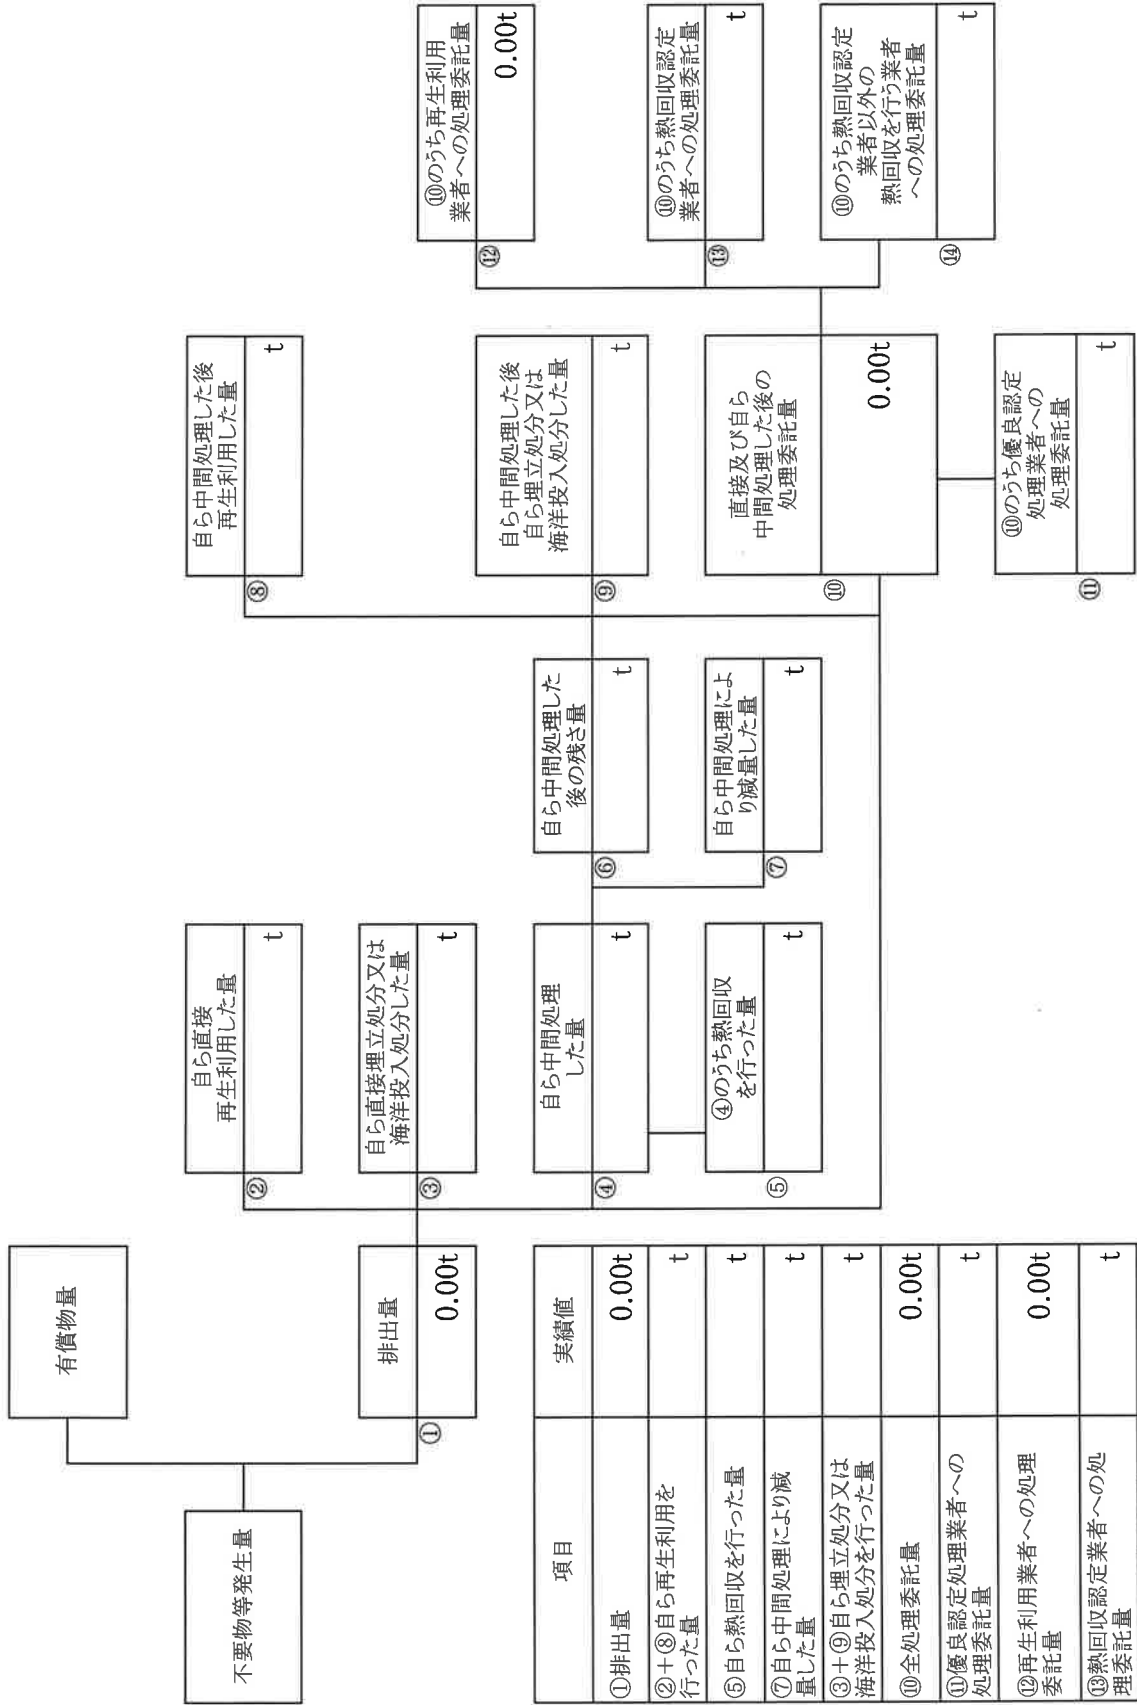 有償物量
不要物等発生量
排出量
①
0.00t
自ら直接
再生利用した量
②
t
自ら直接埋立処分又は
海洋投入処分した量
③
t
自ら中間処理
した量
④
t
④のうち熱回収
を行った量
⑤
t
自ら中間処理した
後の残さ量
⑥
t
自ら中間処理によ
り減量した量
⑦
t
自ら中間処理した後
再生利用した量
⑧
t
自ら中間処理した後
自ら埋立処分又は
海洋投入処分した量
⑨
t
直接及び自ら
中間処理した後の
処理委託量
⑩
0.00t
⑩のうち優良認定
処理業者への
処理委託量
⑪
t
⑩のうち再生利用
業者への処理委託量
⑫
0.00t
⑩のうち熱回収認定
業者への処理委託量
⑬
t
⑩のうち熱回収認定
業者以外の
熱回収を行う業者
への処理委託量
⑭
t
項目 実績値
①排出量 0.00t
②+⑧自ら再生利用を
行った量 t
⑤自ら熱回収を行った量 t
⑦自ら中間処理により減
量した量 t
③+⑨自ら埋立処分又は
海洋投入処分を行った量 t
⑩全処理委託量 0.00t
⑪優良認定処理業者への
処理委託量 t
⑫再生利用業者への処理
委託量 0.00t
⑬熱回収認定業者への処
理委託量 t